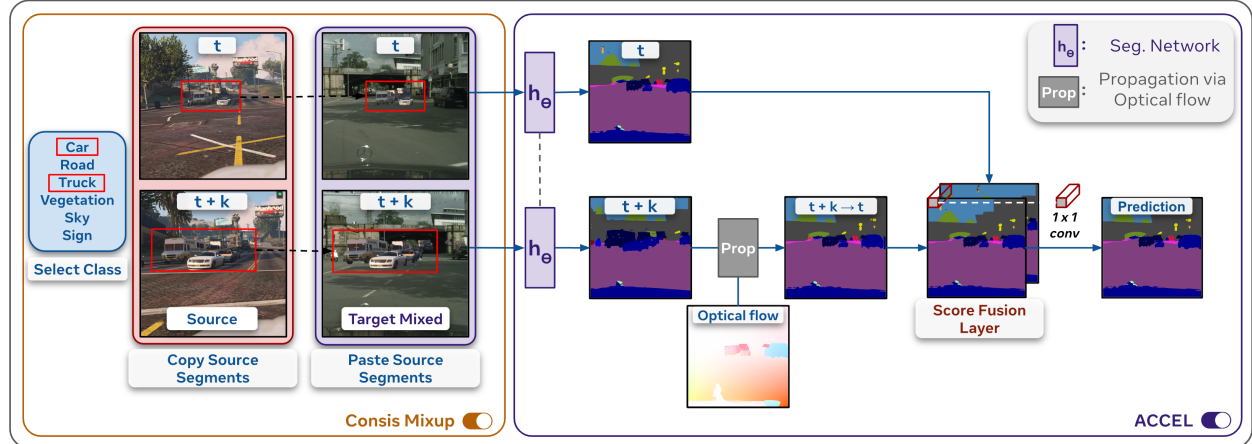 Car
Road
Truck
Vegetation
Sky
Sign
Select Class
t
t + k
Source
Copy Source
Segments
t
t + k
Target Mixed
Paste Source
Segments
Consis Mixup
hθ
hθ
t
t + k
Prop
Optical flow
t + k → t
1 x 1
conv
Score Fusion
Layer
Prediction
hθ : Seg. Network
Prop : Propagation via
Optical flow
ACCEL